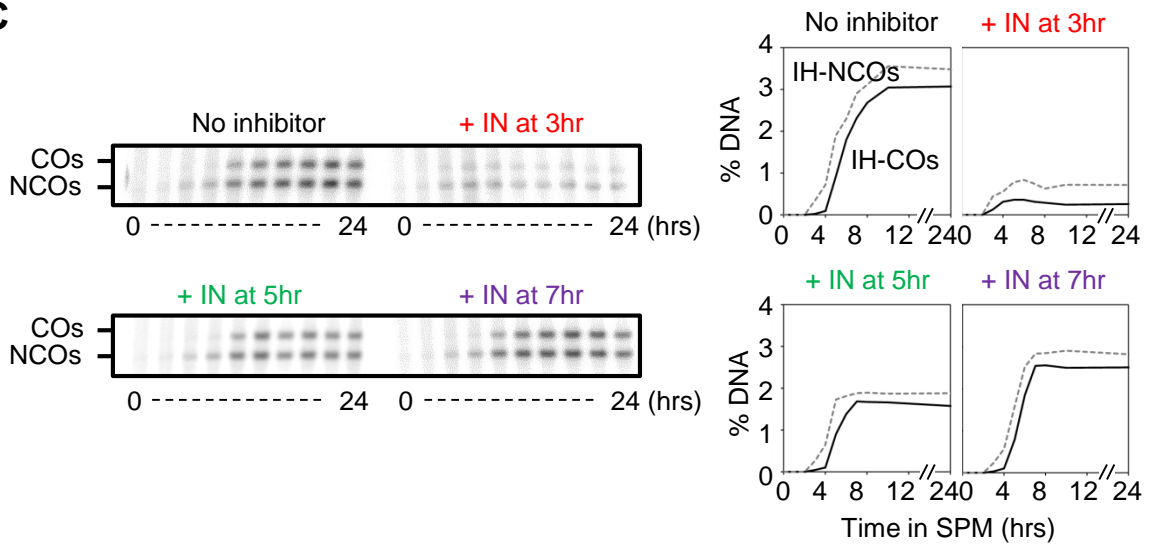 C
No inhibitor + IN at 3hr
COs
NCOs
0 24 0 24 (hrs)
+ IN at 5hr + IN at 7hr
COs
NCOs
0 24 0 24 (hrs)
No inhibitor + IN at 3hr
4
3
2
1
0
% DNA
IH-NCOs
IH-COs
0 4 8 12 24 0 4 8 12 24
+ IN at 5hr + IN at 7hr
4
3
2
1
0
% DNA
0 4 8 12 24 0 4 8 12 24
Time in SPM (hrs)